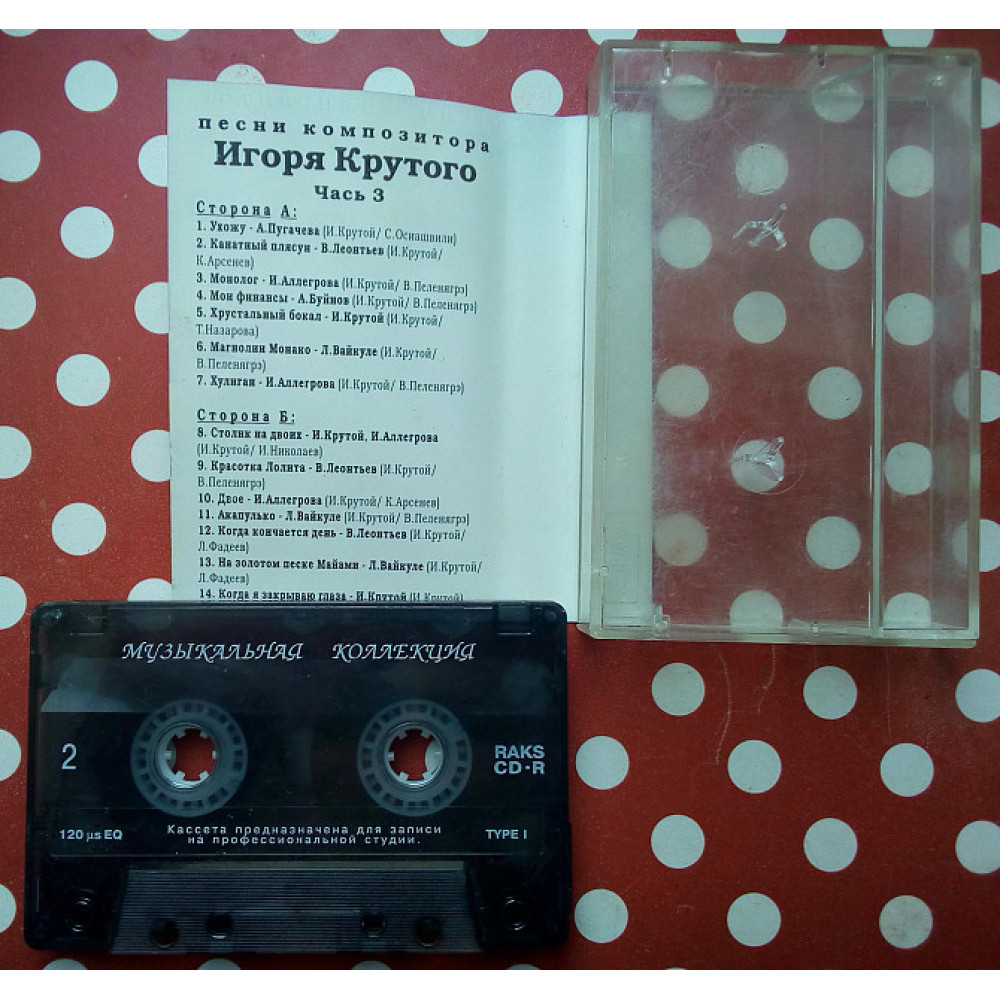 песни композитора
Игоря Крутого
Чась 3
Сторона А:
1. Ухожу - А.Пугачева (И.Крутой/ С.Осиашвили)
2. Канатный плясун - В.Леонтьев (И.Крутой/
К.Арсенев)
3. Монолог - И.Аллегрова (И.Крутой/ В.Пеленягрэ)
4. Мои финансы - А.Буйнов (И.Крутой/ В.Пеленягрэ)
5. Хрустальный бокал - И.Крутой (И.Крутой/
Т.Назарова)
6. Магнолии Монако - Л.Вайкуле (И.Крутой/
В.Пеленягрэ)
7. Хулиган - И.Аллегрова (И.Крутой/ В.Пеленягрэ)
Сторона Б:
8. Столик на двоих - И.Крутой, И.Аллегрова
(И.Крутой/ И.Николаев)
9. Красотка Лолита - В.Леонтьев (И.Крутой/
В.Пеленягрэ)
10. Двое - И.Аллегрова (И.Крутой/ К.Арсенев)
11. Акапулько - Л.Вайкуле (И.Крутой/ В.Пеленягрэ)
12. Когда кончается день - В.Леонтьев (И.Крутой/
Л.Фадеев)
13. На золотом песке Майами - Л.Вайкуле (И.Крутой/
Л.Фадеев)
14. Когда я закрываю глаза - И.Крутой (И.Крутой)
МУЗЫКАЛЬНАЯ КОЛЛЕКЦИЯ
2
RAKS
CD·R
120 µs EQ
Кассета предназначена для записи
на профессиональной студии.
TYPE I